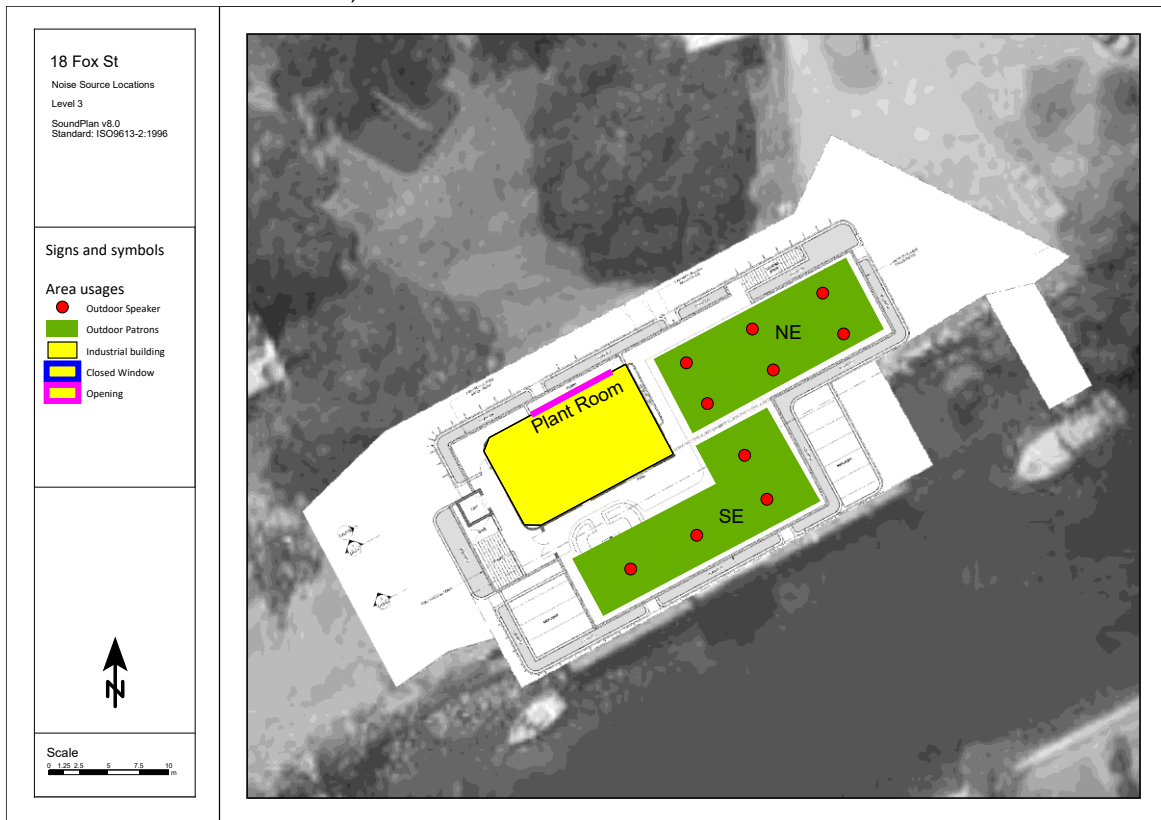 18 Fox St
Noise Source Locations
Level 3
SoundPlan v8.0
Standard: ISO9613-2:1996
Signs and symbols
Area usages
Outdoor Speaker
Outdoor Patrons
Industrial building
Closed Window
Opening
N
Scale
0 1.25 2.5 5 7.5 10
m
NE
Plant Room
SE